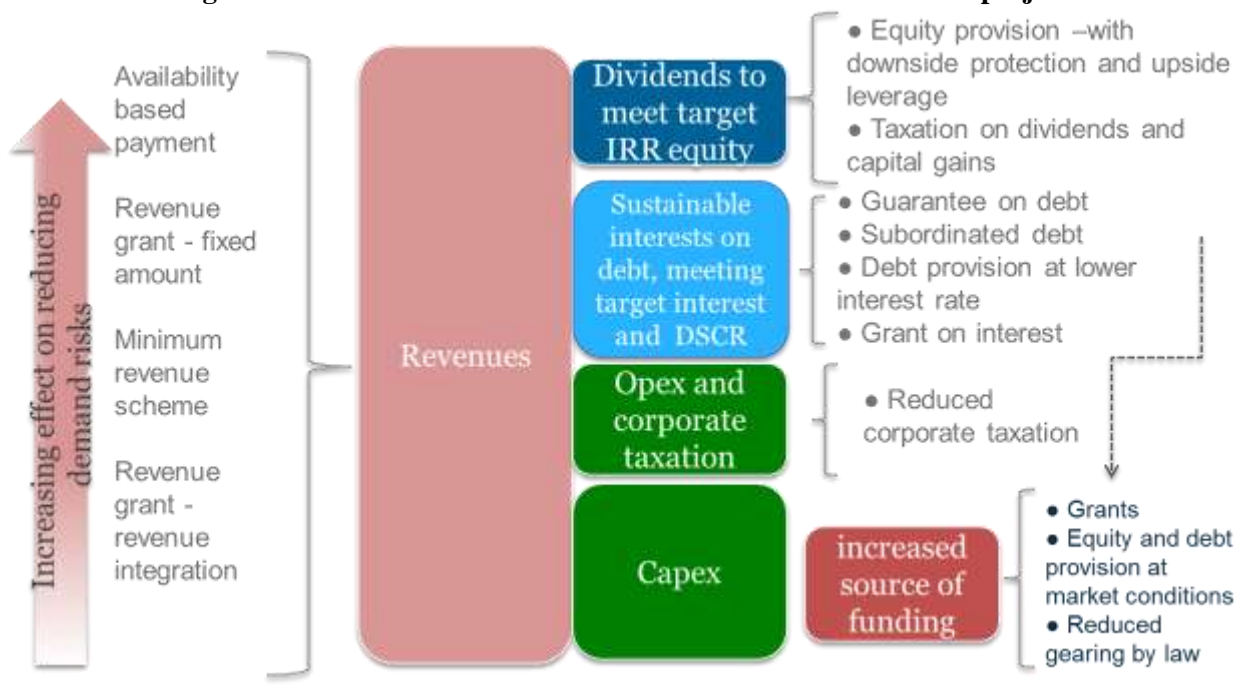 Increasing effect on reducing
demand risks
Availability
based
payment
Revenue
grant - fixed
amount
Minimum
revenue
scheme
Revenue
grant -
revenue
integration
Revenues
Dividends to
meet target
IRR equity
Sustainable
interests on
debt, meeting
target interest
and DSCR
Opex and
corporate
taxation
Capex
● Equity provision –with
downside protection and upside
leverage
● Taxation on dividends and
capital gains
● Guarantee on debt
● Subordinated debt
● Debt provision at lower
interest rate
● Grant on interest
● Reduced
corporate taxation
increased
source of
funding
● Grants
● Equity and debt
provision at
market conditions
● Reduced
gearing by law